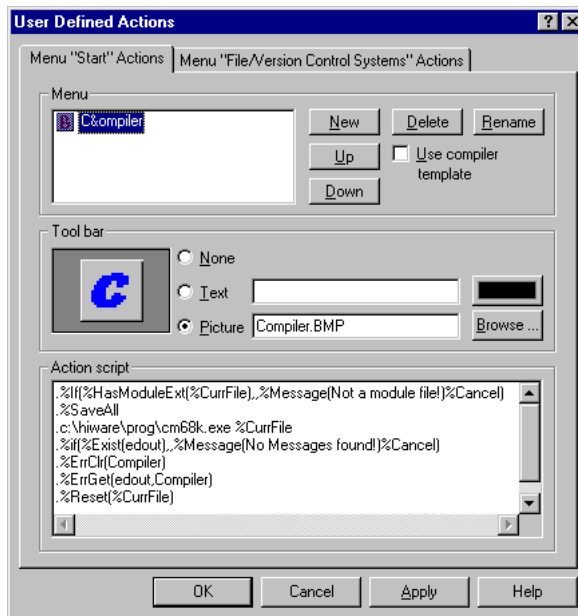 User Defined Actions
Menu "Start" Actions Menu "File/Version Control Systems" Actions
Menu
C&ompiler
New Delete Rename
Up Use compiler
template
Down
Tool bar
None
Text
Picture Compiler.BMP Browse ...
Action script
.%If(%HasModuleExt(%CurrFile),,%Message(Not a module file!)%Cancel)
.%SaveAll
.c:\hiware\prog\cm68k.exe %CurrFile
.%if(%Exist(edout),,%Message(No Messages found!)%Cancel)
.%ErrClr(Compiler)
.%ErrGet(edout,Compiler)
.%Reset(%CurrFile)
OK Cancel Apply Help